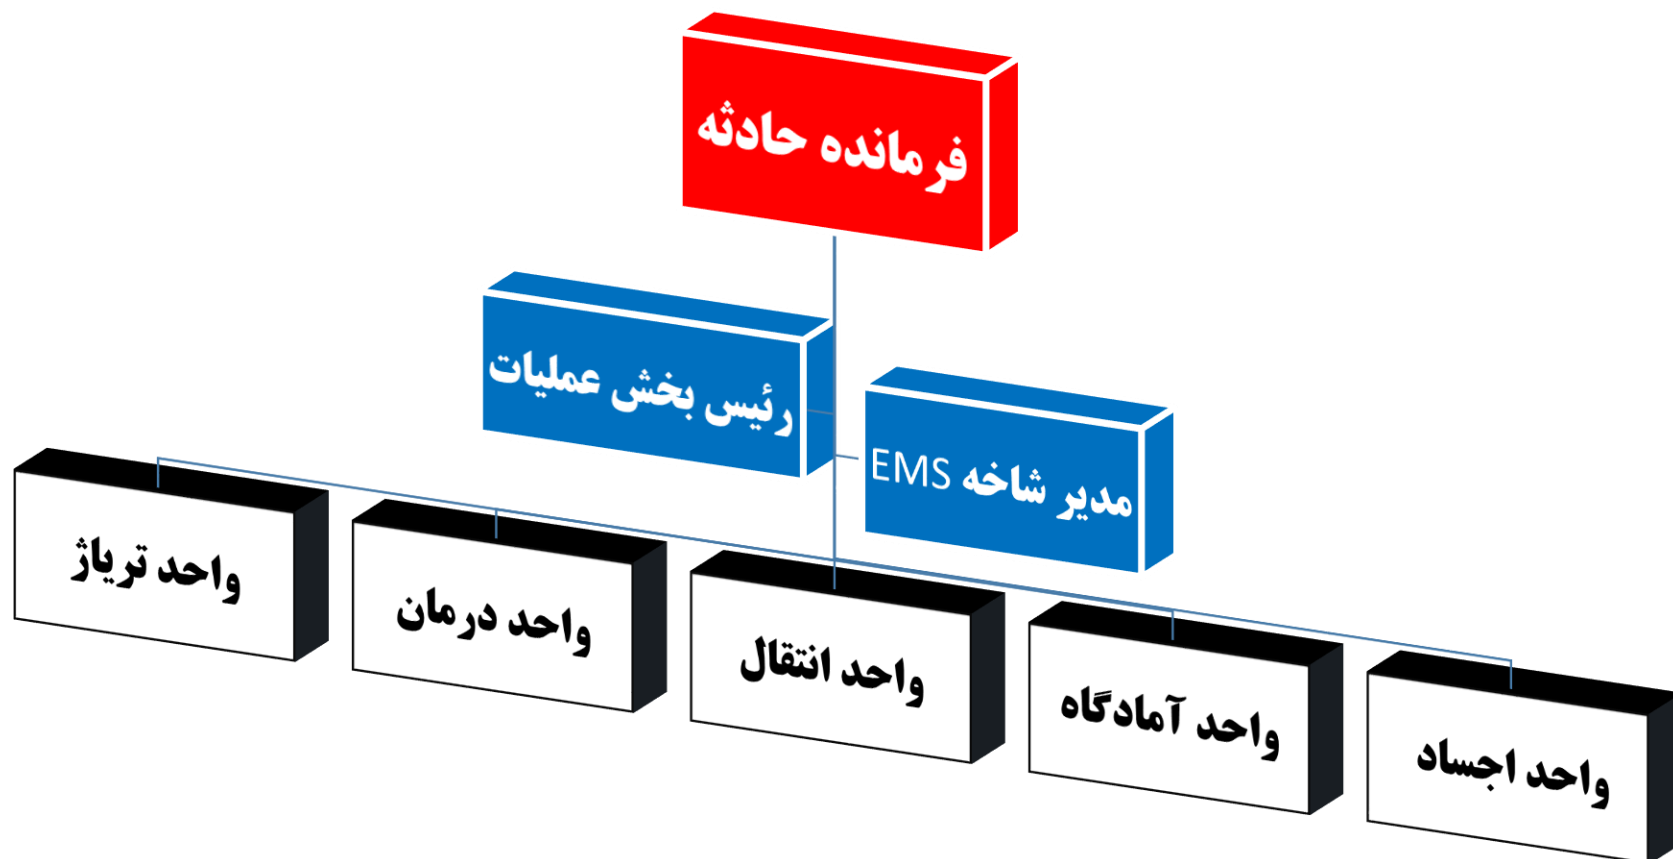 فرمانده حادثه
رئیس بخش عملیات
مدیر شاخه EMS
واحد تریاژ
واحد درمان
واحد انتقال
واحد آمادگاه
واحد اجساد